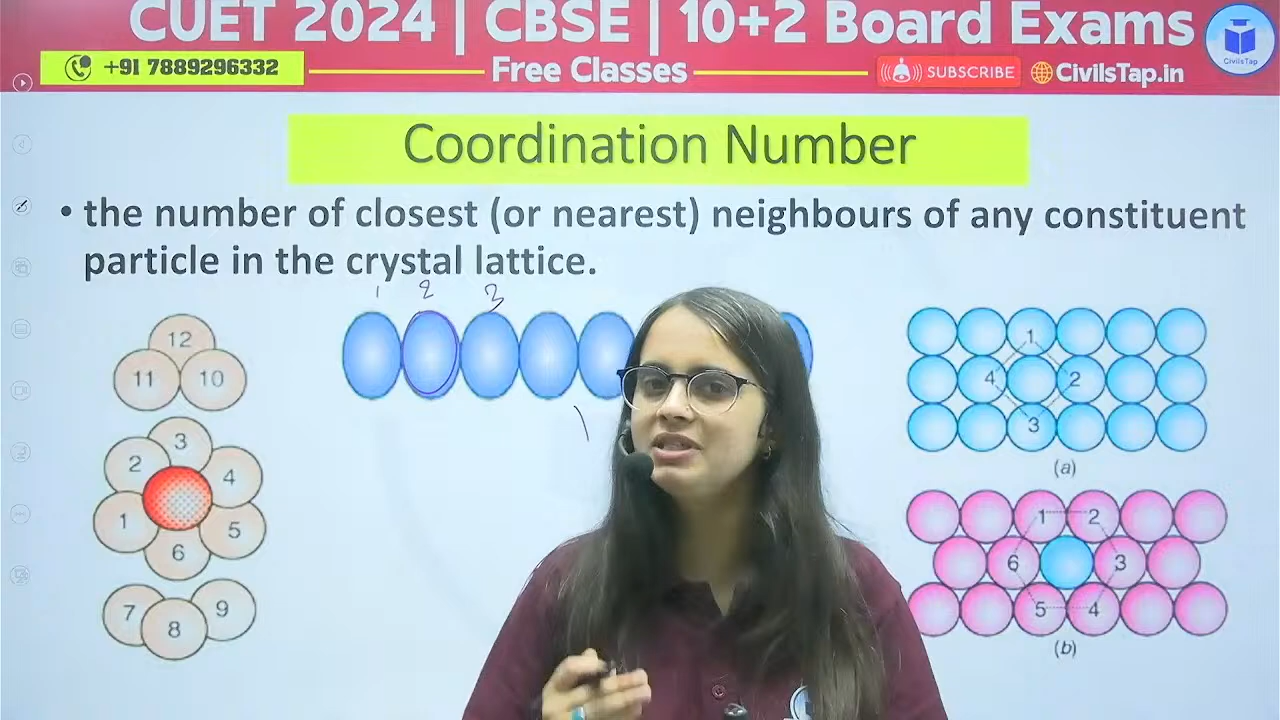 CUET 2024 | CBSE | 10+2 Board Exams
+91 7889296332
Free Classes
SUBSCRIBE
CivilsTap.in
CivilsTap
Coordination Number
• the number of closest (or nearest) neighbours of any constituent
particle in the crystal lattice.
1 2 3
12
11 10
3
2 4
1 5
6
7 9
8
1
4 2
3
(a)
1 2
6 3
5 4
(b)